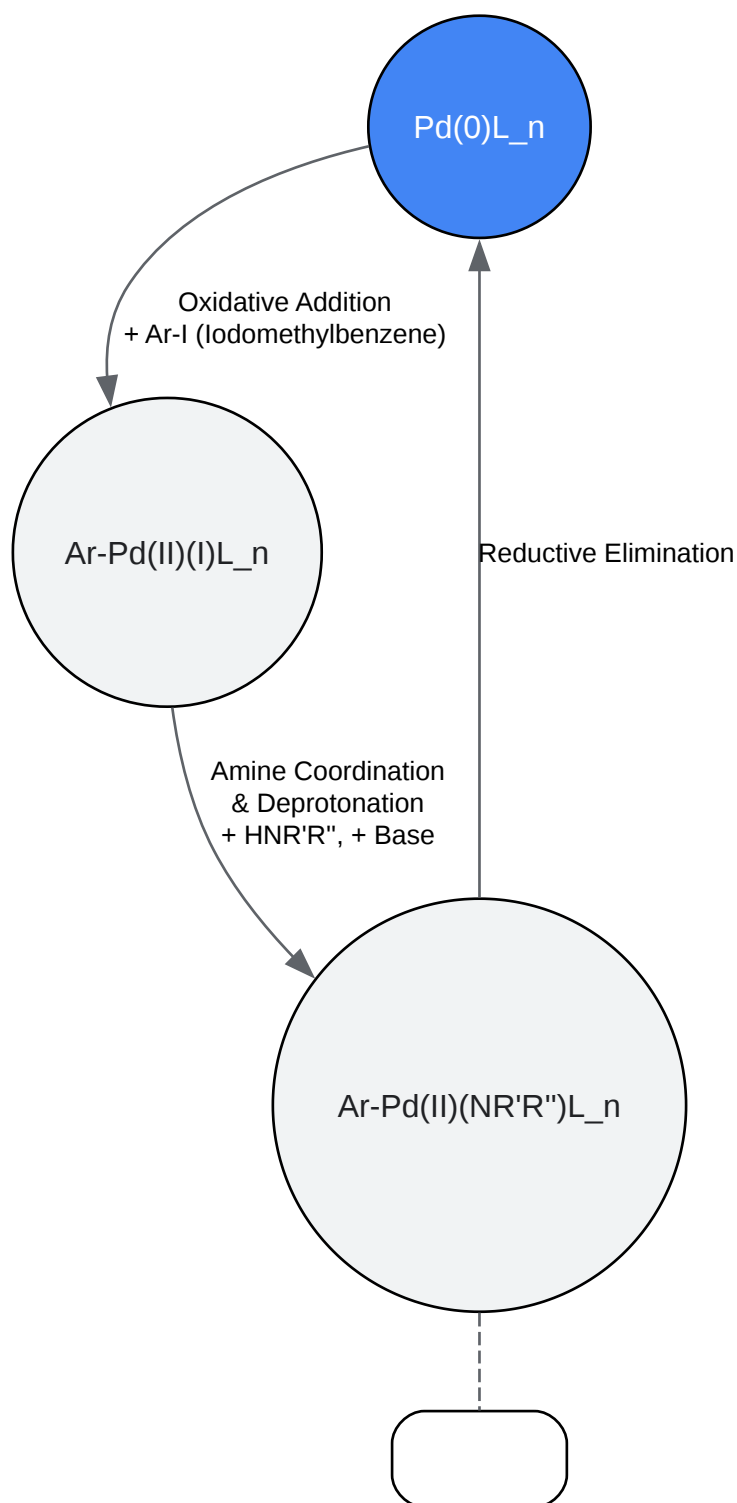 Pd(0)L_n
Oxidative Addition
+ Ar-I (Iodomethylbenzene)
Ar-Pd(II)(I)L_n
Reductive Elimination
Amine Coordination
& Deprotonation
+ HNR'R'', + Base
Ar-Pd(II)(NR'R'')L_n